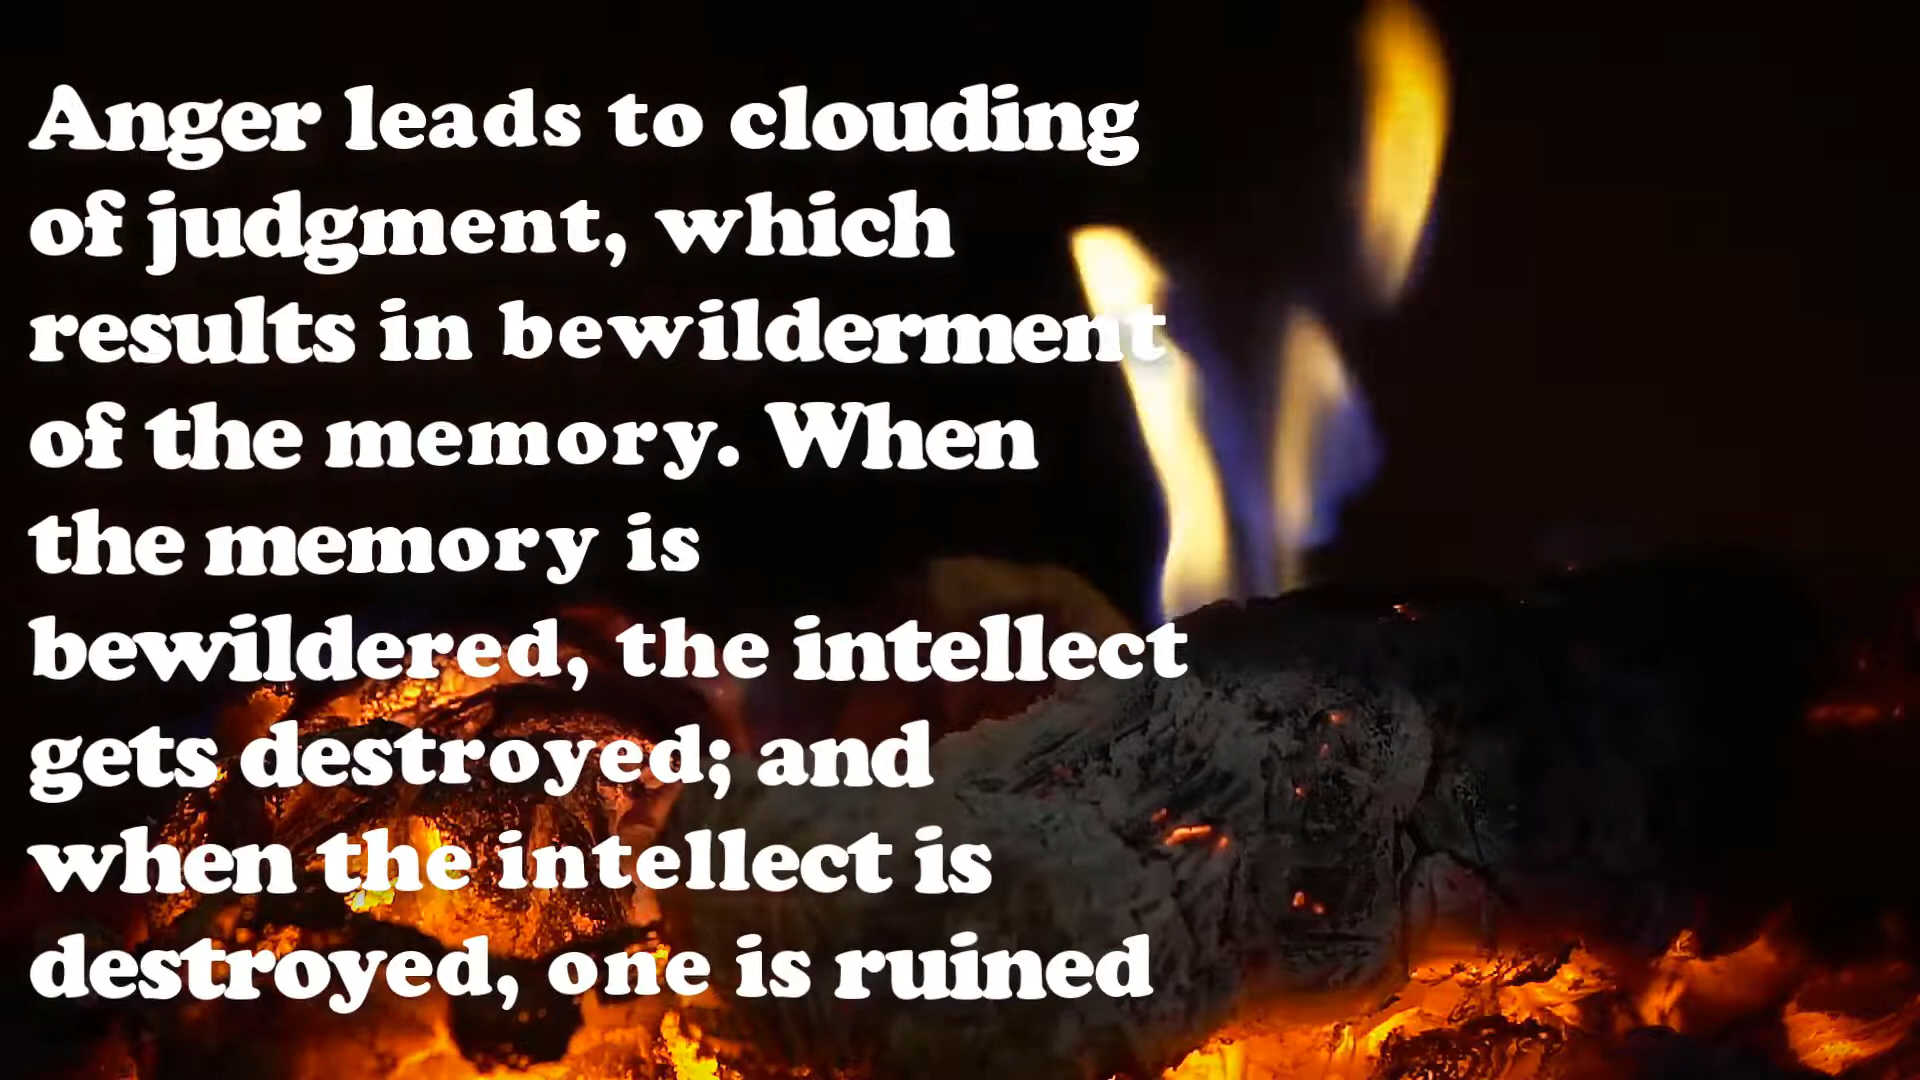 Anger leads to clouding
of judgment, which
results in bewilderment
of the memory. When
the memory is
bewildered, the intellect
gets destroyed; and
when the intellect is
destroyed, one is ruined